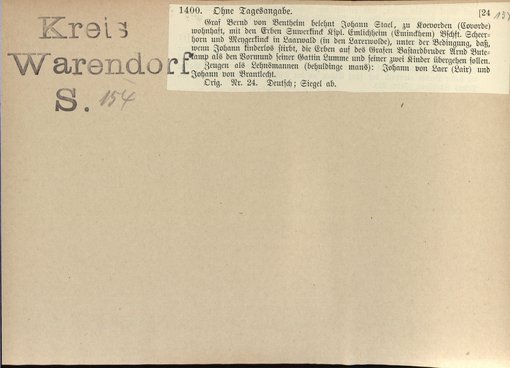 Kreis
Warendorf
S. 154
1400. Ohne Tagesangabe. [24 154
Graf Bernd von Bentheim belehnt Johann Stael, zu Koevorden (Covorde)
wohnhaft, mit den Erben Suwerkinck Kspl. Emlichheim (Eminckhem) Bschft. Scheer-
horn und Mengerkinck in Laarwald (in den Larerwolde), unter der Bedingung, daß,
wenn Johann kinderlos stirbt, die Erben auf des Grafen Bastardbruder Arnd Bute-
kamp als den Vormund seiner Gattin Lumme und seiner zwei Kinder übergehen sollen.
Zeugen als Lehnsmannen (behuldinge mans): Johann von Laer (Lair) und
Johann von Brantlecht.
Orig. Nr. 24. Deutsch; Siegel ab.